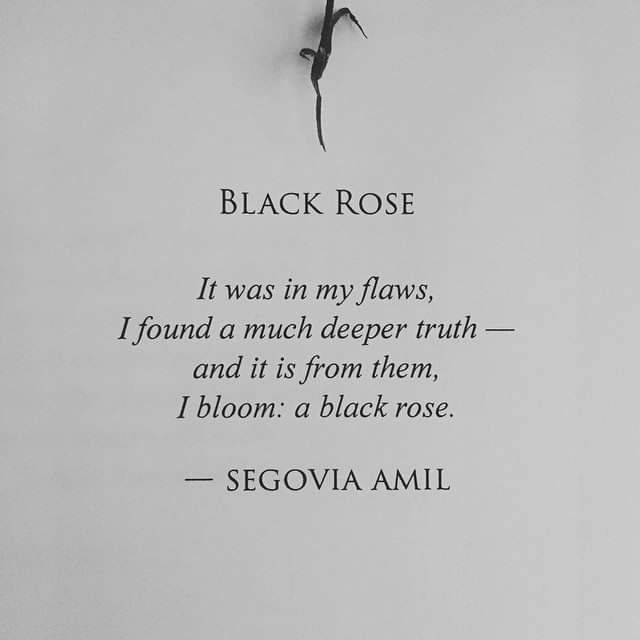 BLACK ROSE
It was in my flaws,
I found a much deeper truth —
and it is from them,
I bloom: a black rose.
— SEGOVIA AMIL